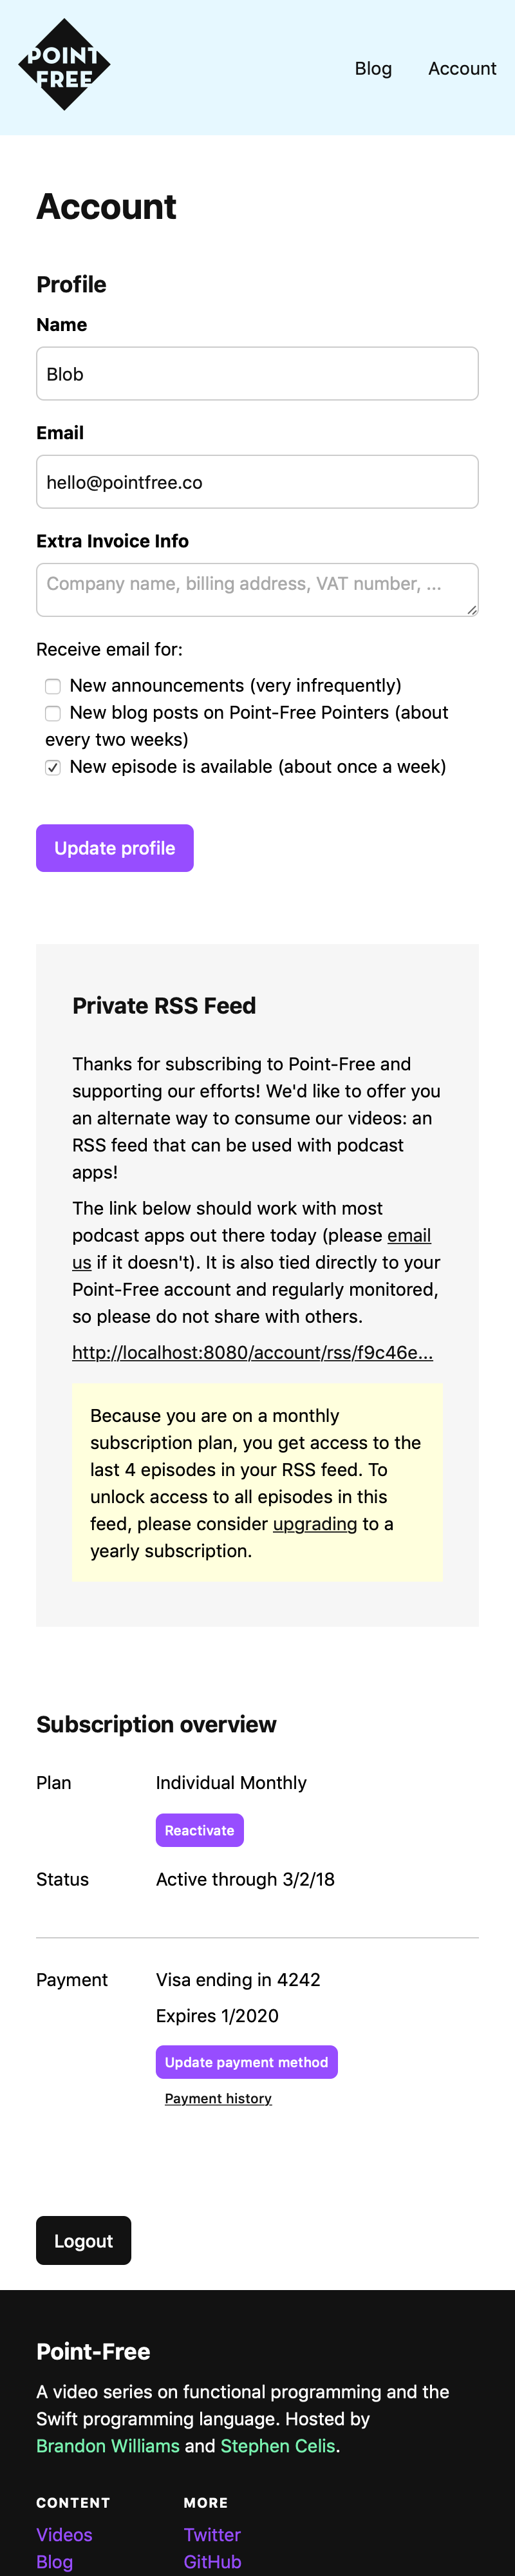 POINT
FREE
Blog
Account
Account
Profile
Name
Blob
Email
hello@pointfree.co
Extra Invoice Info
Company name, billing address, VAT number, ...
Receive email for:
New announcements (very infrequently)
New blog posts on Point-Free Pointers (about
every two weeks)
New episode is available (about once a week)
Update profile
Private RSS Feed
Thanks for subscribing to Point-Free and
supporting our efforts! We'd like to offer you
an alternate way to consume our videos: an
RSS feed that can be used with podcast
apps!
The link below should work with most
podcast apps out there today (please email
us if it doesn't). It is also tied directly to your
Point-Free account and regularly monitored,
so please do not share with others.
http://localhost:8080/account/rss/f9c46e...
Because you are on a monthly
subscription plan, you get access to the
last 4 episodes in your RSS feed. To
unlock access to all episodes in this
feed, please consider upgrading to a
yearly subscription.
Subscription overview
Plan
Individual Monthly
Reactivate
Status
Active through 3/2/18
Payment
Visa ending in 4242
Expires 1/2020
Update payment method
Payment history
Logout
Point-Free
A video series on functional programming and the
Swift programming language. Hosted by
Brandon Williams and Stephen Celis.
CONTENT
Videos
Blog
MORE
Twitter
GitHub